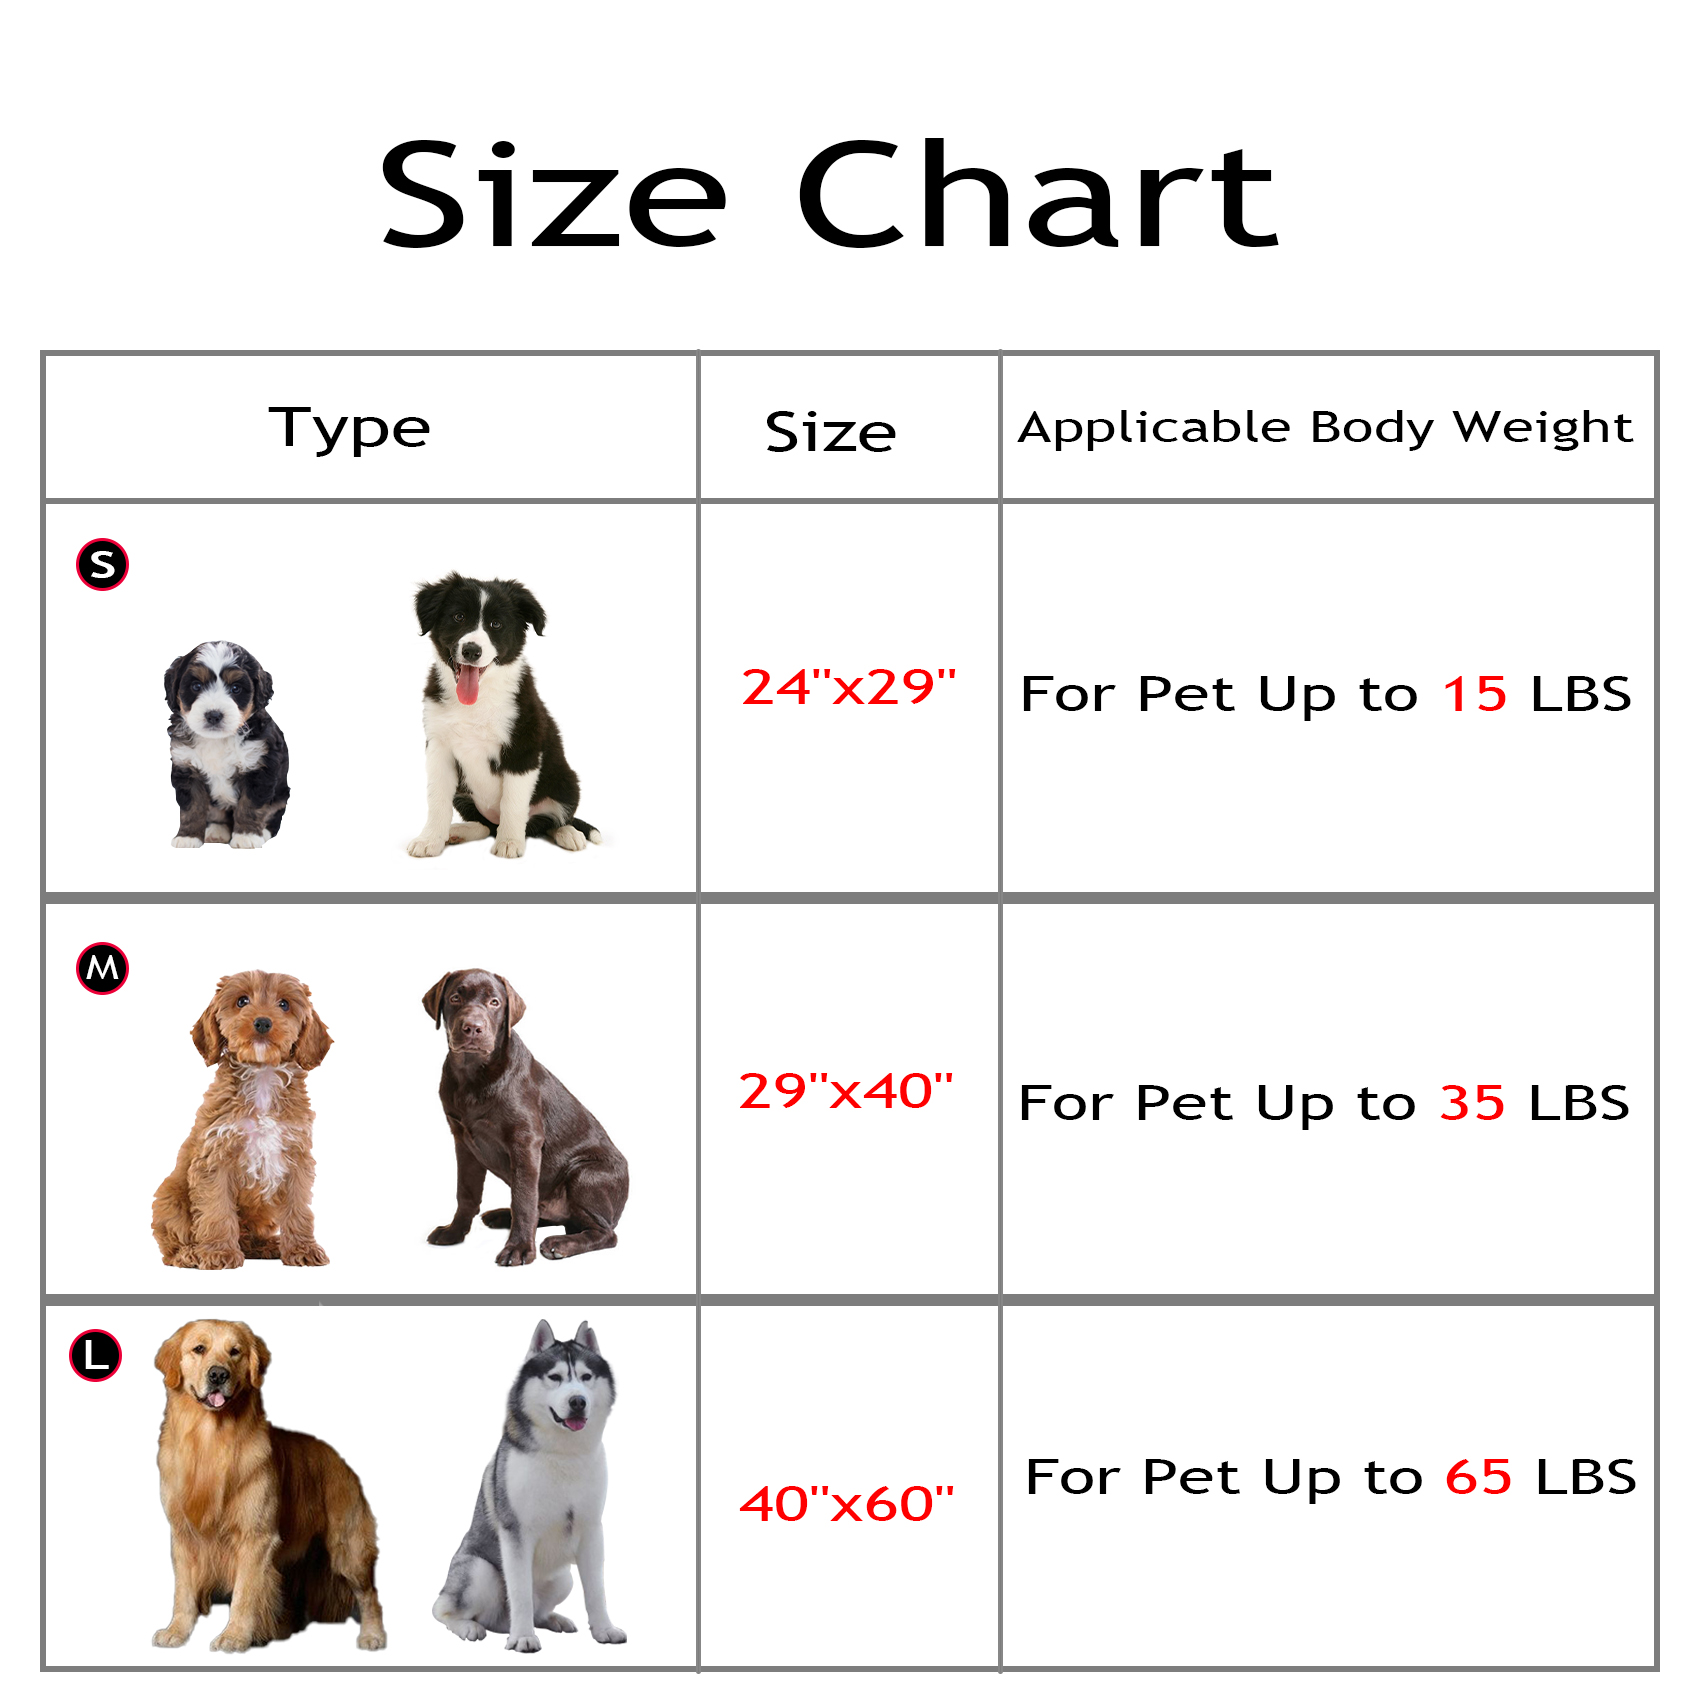 Size Chart
Type Size Applicable Body Weight
S
24"x29" For Pet Up to 15 LBS
M
29"x40" For Pet Up to 35 LBS
L
40"x60" For Pet Up to 65 LBS